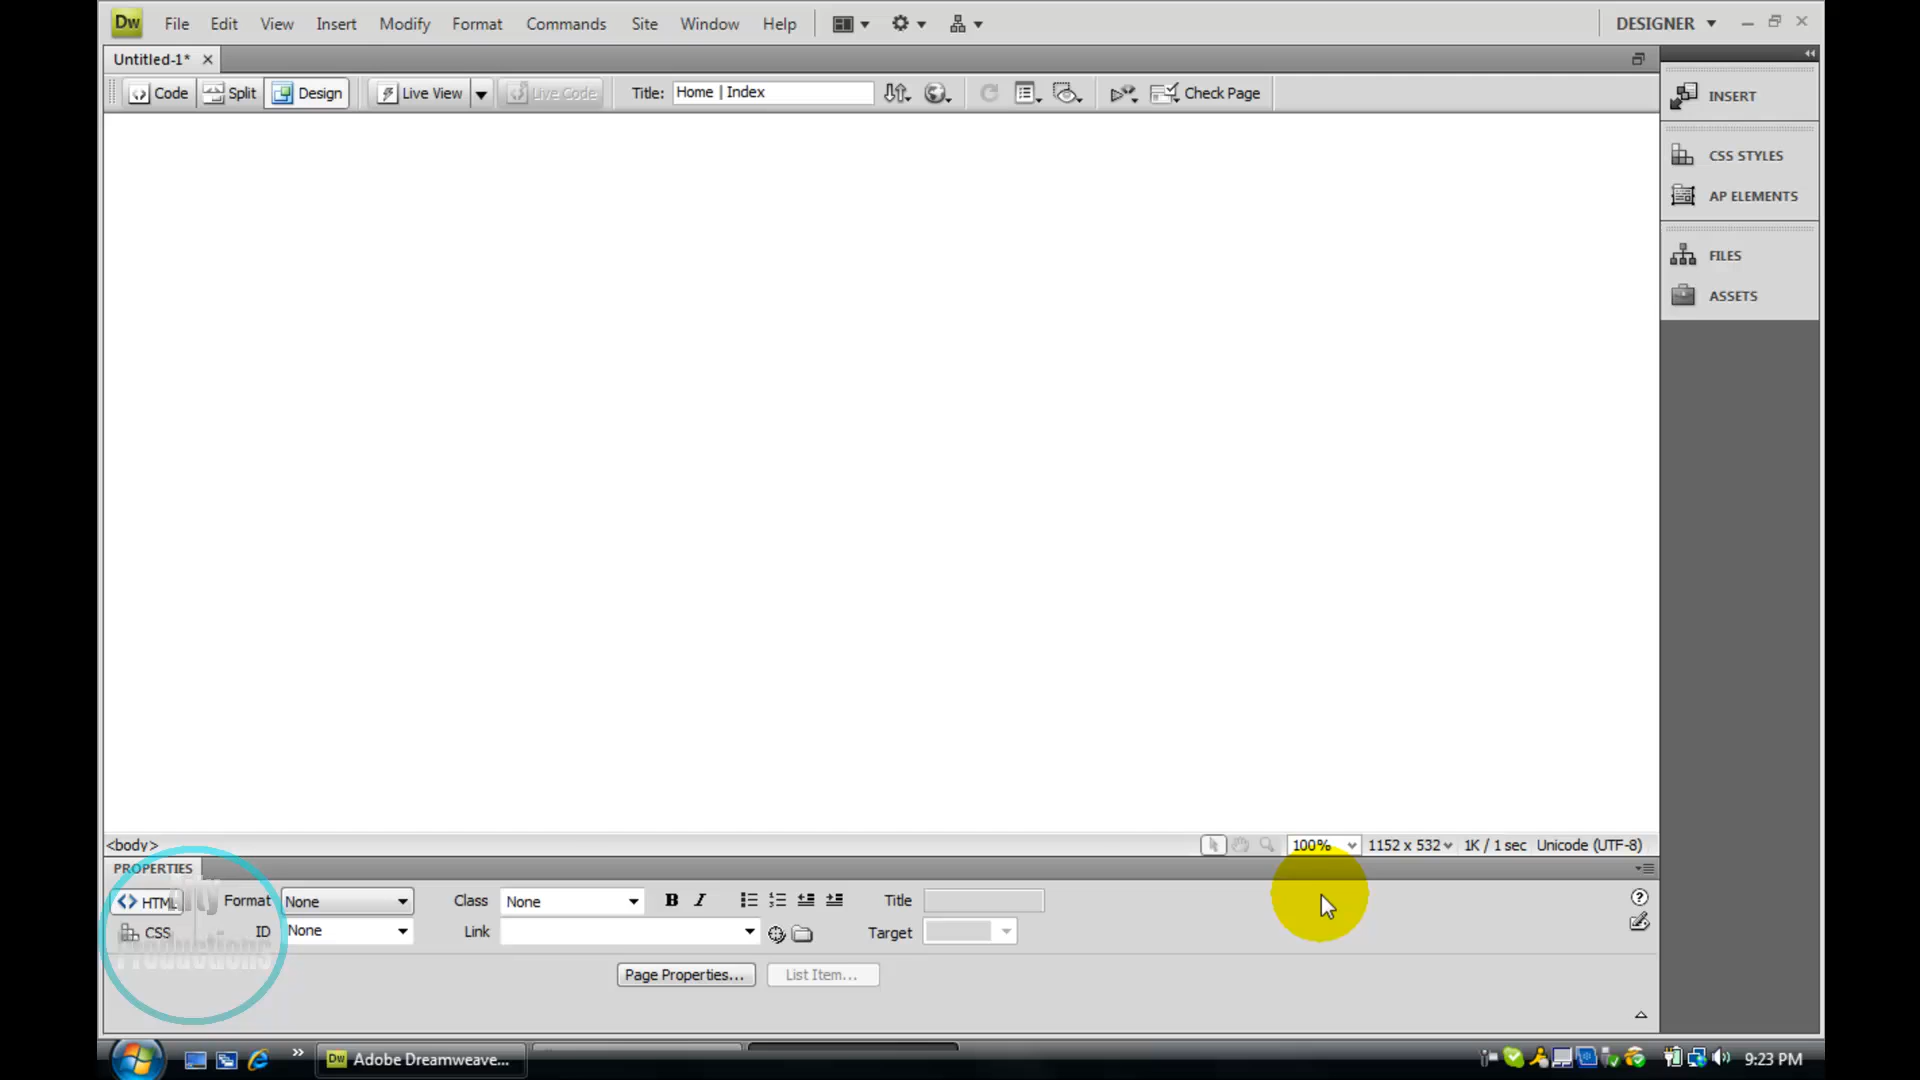 Dw File Edit View Insert Modify Format Commands Site Window Help DESIGNER
Untitled-1*
Code Split Design Live View Live Code Title: Home | Index Check Page
INSERT
CSS STYLES
AP ELEMENTS
FILES
ASSETS
<body> 100% 1152 x 532 1K / 1 sec Unicode (UTF-8)
PROPERTIES
HTML Format None Class None B I Title
CSS ID None Link Target
Productions
Page Properties... List Item...
Dw Adobe Dreamweave... 9:23 PM